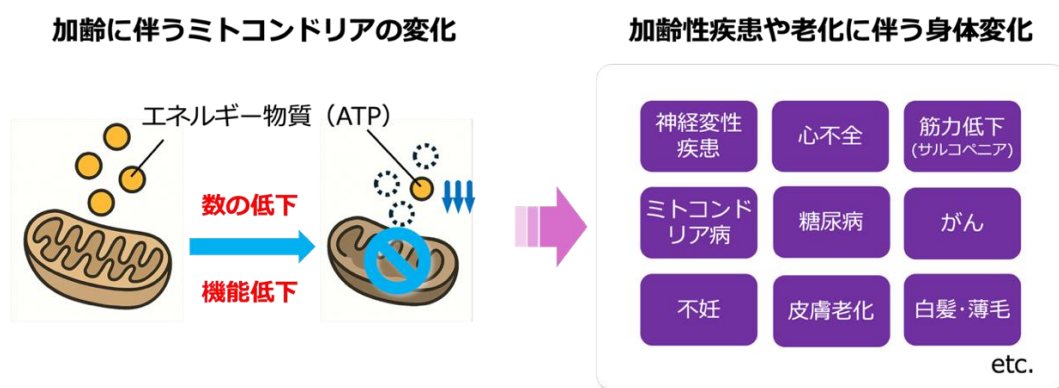 加齢に伴うミトコンドリアの変化
エネルギー物質（ATP）
数の低下
機能低下
加齢性疾患や老化に伴う身体変化
神経変性
疾患
心不全
筋力低下
(サルコペニア)
ミトコンド
リア病
糖尿病
がん
不妊
皮膚老化
白髪・薄毛
etc.